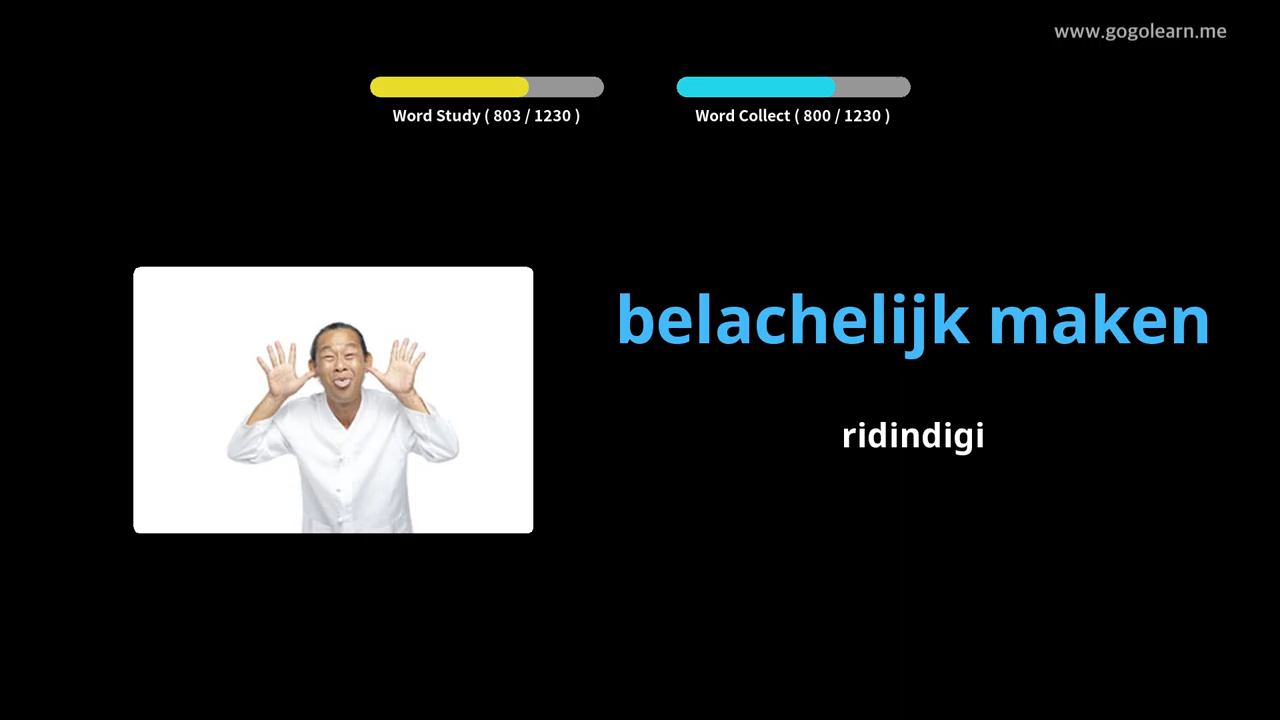 www.gogolearn.me
Word Study ( 803 / 1230 )
Word Collect ( 800 / 1230 )
belachelijk maken
ridindigi